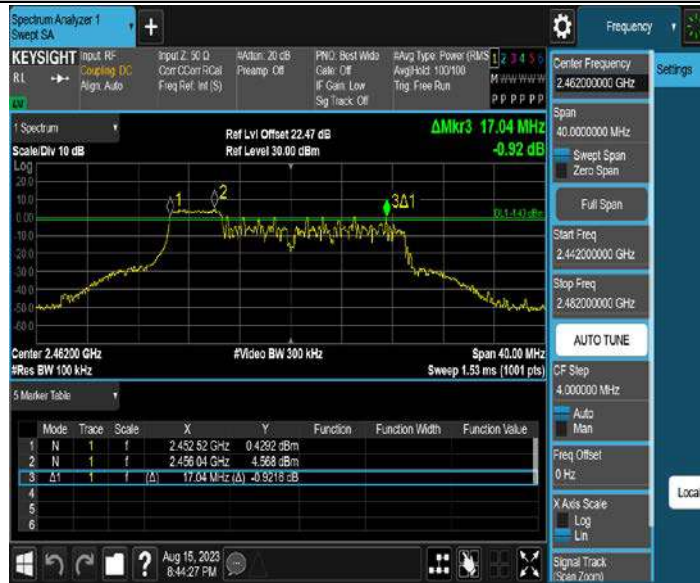 Spectrum Analyzer 1
Swept SA
+
Frequency
KEYSIGHT
RL
Input: RF
Coupling: DC
Align: Auto
Input Z: 50 Ω
Corr CCorr RCal
Freq Ref: Int (S)
#Atten: 20 dB
Preamp: Off
PNO: Best Wide
Gate: Off
IF Gain: Low
Sig Track: Off
#Avg Type: Power (RMS
Avg|Hold: 100/100
Trig: Free Run
1 2 3 4 5 6
M W W W W W
P P P P P P
1 Spectrum
Scale/Div 10 dB
Ref Lvl Offset 22.47 dB
Ref Level 30.00 dBm
ΔMkr3 17.04 MHz
-0.92 dB
Log
20.0
10.0
0.00
-10.0
-20.0
-30.0
-40.0
-50.0
-60.0
1
2
3Δ1
Center 2.46200 GHz
#Res BW 100 kHz
#Video BW 300 kHz
Span 40.00 MHz
Sweep 1.53 ms (1001 pts)
5 Marker Table
Mode Trace Scale X Y Function Function Width Function Value
1 N 1 f 2.452 52 GHz 0.4292 dBm
2 N 1 f 2.456 04 GHz 4.568 dBm
3 Δ1 1 f (Δ) 17.04 MHz (Δ) -0.9216 dB
4
5
6
Aug 15, 2023
8:44:27 PM
Center Frequency
2.462000000 GHz
Settings
Span
40.0000000 MHz
Swept Span
Zero Span
Full Span
Start Freq
2.442000000 GHz
Stop Freq
2.482000000 GHz
AUTO TUNE
CF Step
4.000000 MHz
Auto
Man
Freq Offset
0 Hz
Local
X Axis Scale
Log
Lin
Signal Track
(Span Zoom)